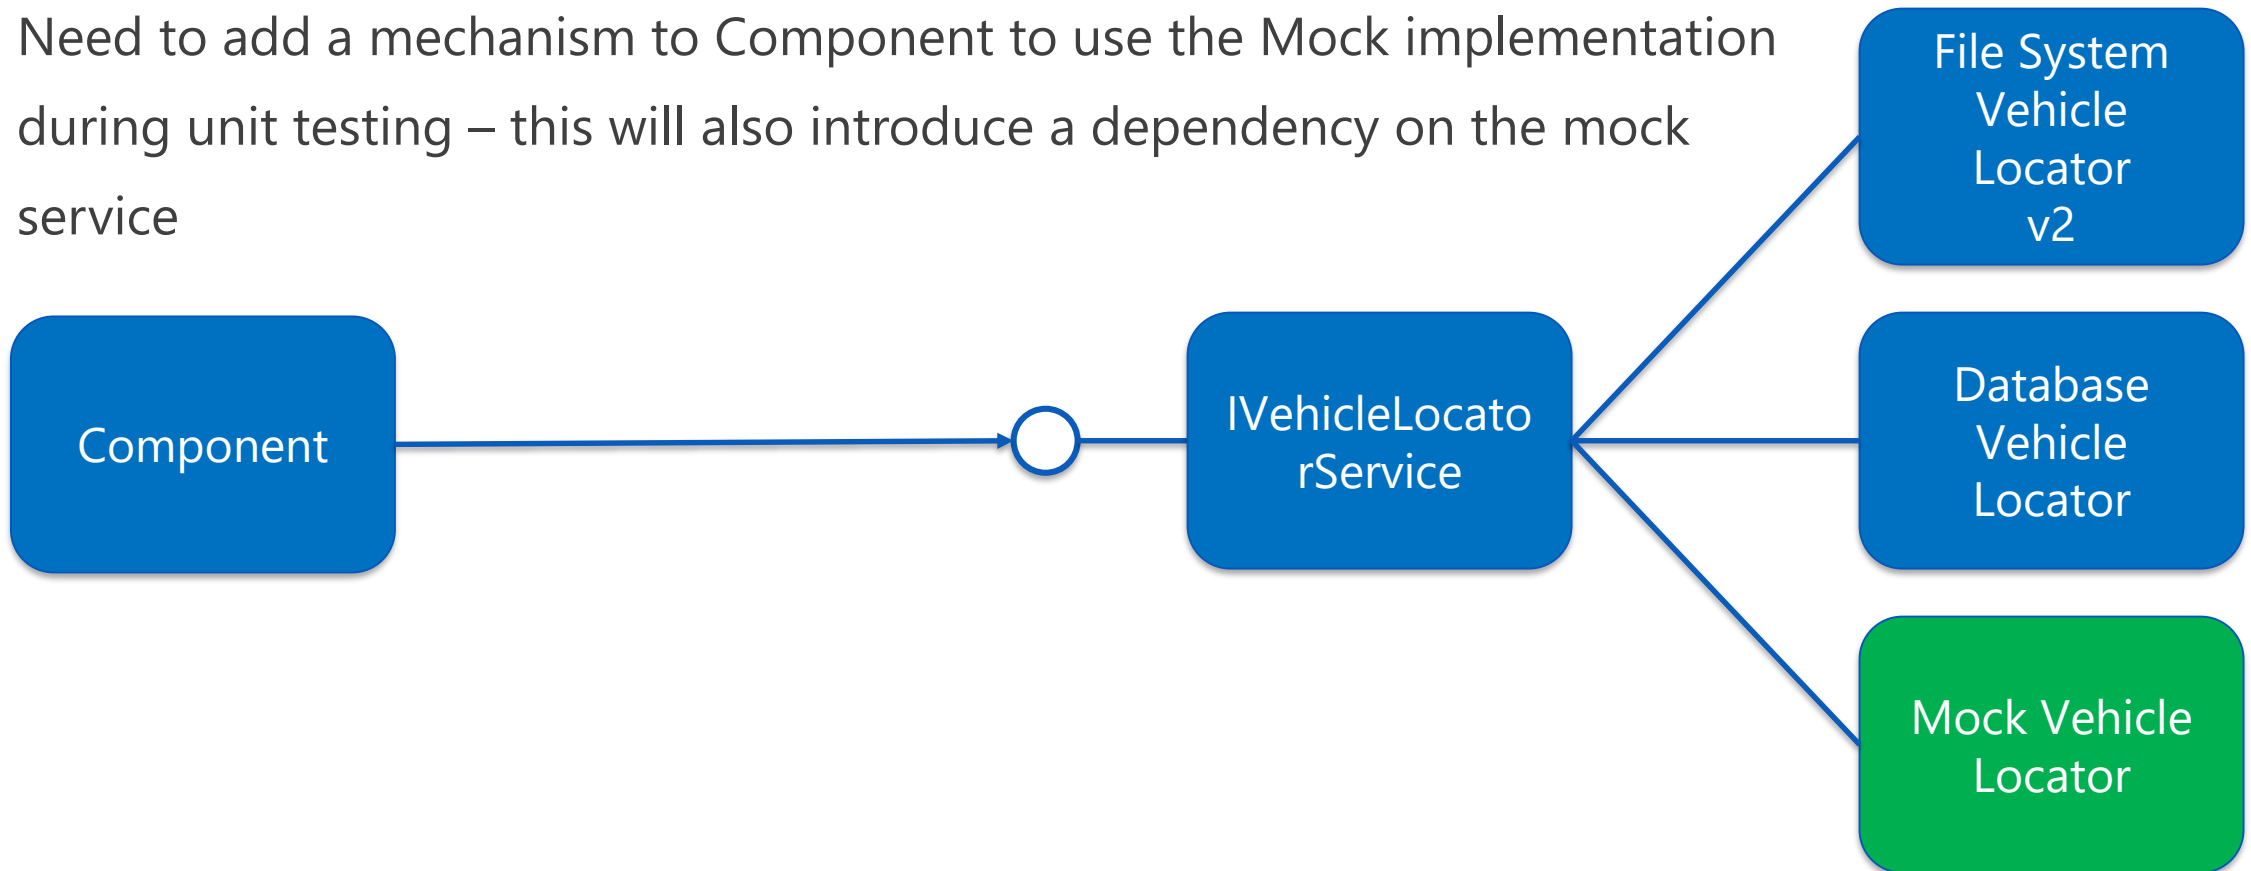 Need to add a mechanism to Component to use the Mock implementation
during unit testing – this will also introduce a dependency on the mock
service
File System
Vehicle
Locator
v2
Component
IVehicleLocato
rService
Database
Vehicle
Locator
Mock Vehicle
Locator